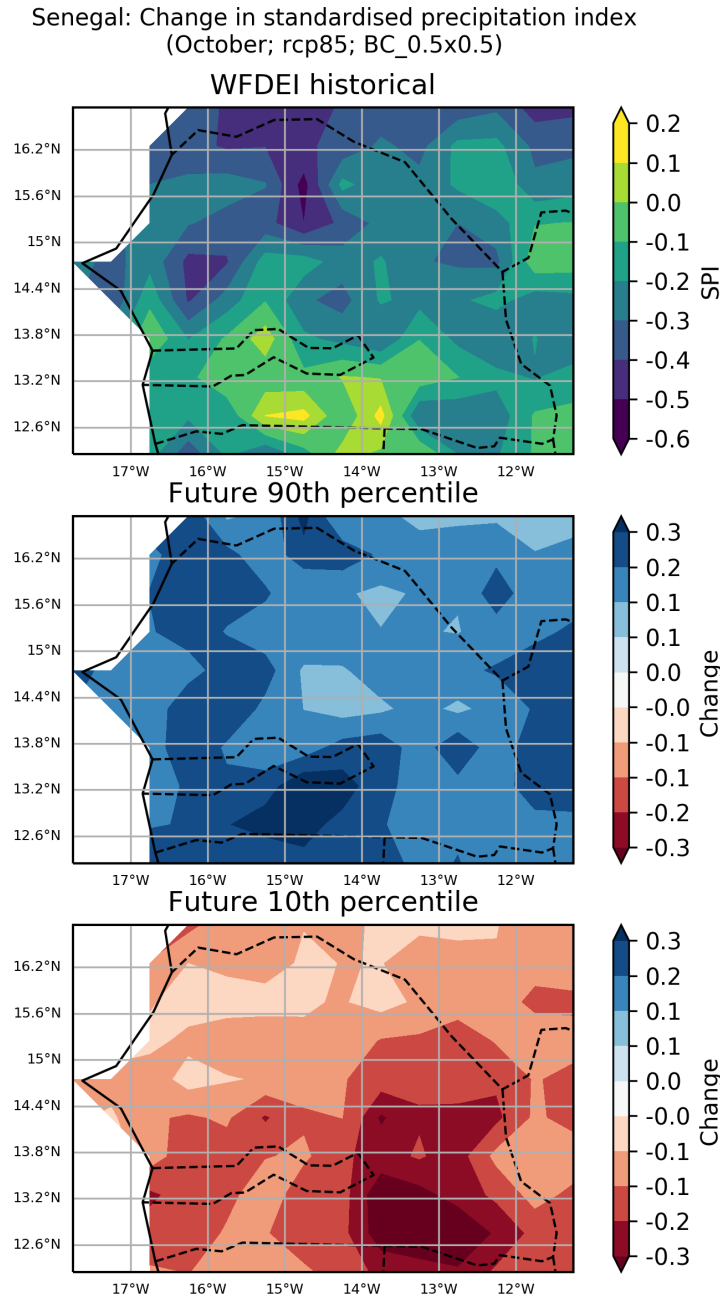 Senegal: Change in standardised precipitation index
(October; rcp85; BC_0.5x0.5)
WFDEI historical
16.2°N
15.6°N
15°N
14.4°N
13.8°N
13.2°N
12.6°N
17°W 16°W 15°W 14°W 13°W 12°W
0.2
0.1
0.0
-0.1
-0.2
-0.3
-0.4
-0.5
-0.6
SPI
Future 90th percentile
16.2°N
15.6°N
15°N
14.4°N
13.8°N
13.2°N
12.6°N
17°W 16°W 15°W 14°W 13°W 12°W
0.3
0.2
0.1
0.1
0.0
-0.0
-0.1
-0.1
-0.2
-0.3
Change
Future 10th percentile
16.2°N
15.6°N
15°N
14.4°N
13.8°N
13.2°N
12.6°N
17°W 16°W 15°W 14°W 13°W 12°W
0.3
0.2
0.1
0.1
0.0
-0.0
-0.1
-0.1
-0.2
-0.3
Change